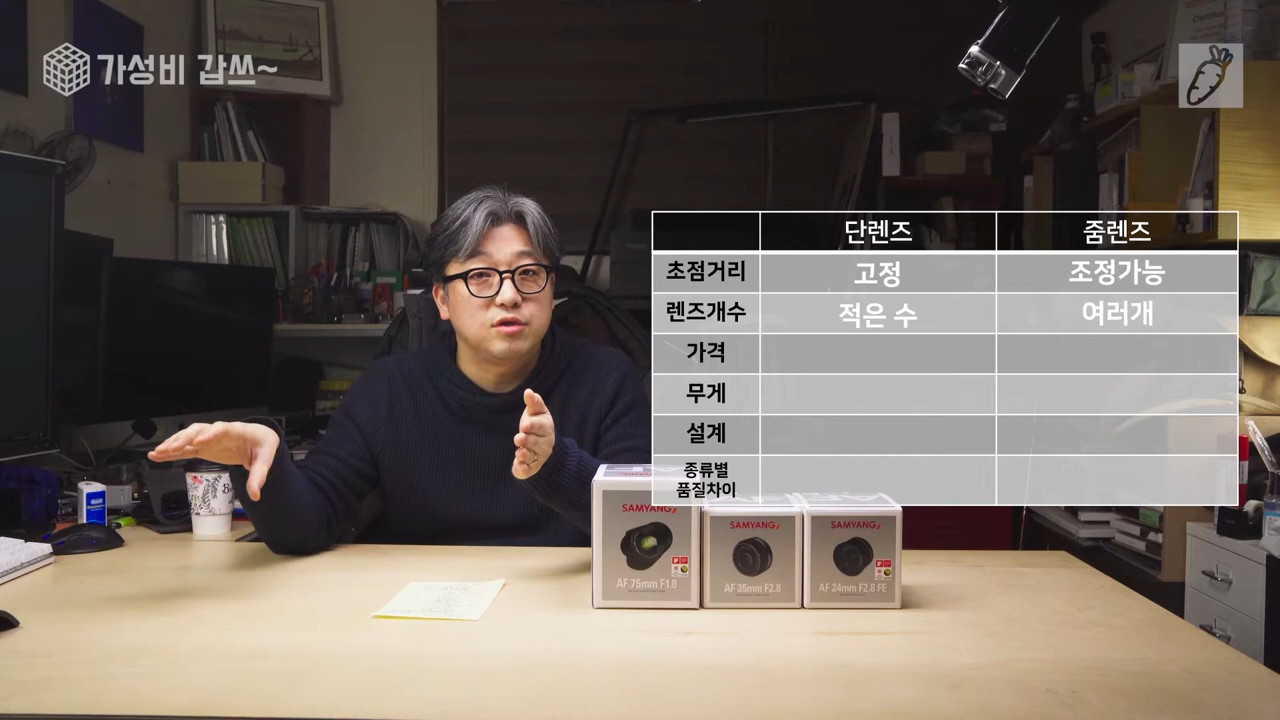 가성비 갑쓰~
단렌즈 줌렌즈
초점거리 고정 조정가능
렌즈개수 적은 수 여러개
가격
무게
설계
종류별
품질차이
SAMYANG
AF 75mm F1.8
SAMYANG
AF 35mm F2.8
SAMYANG
AF 24mm F2.8 FE